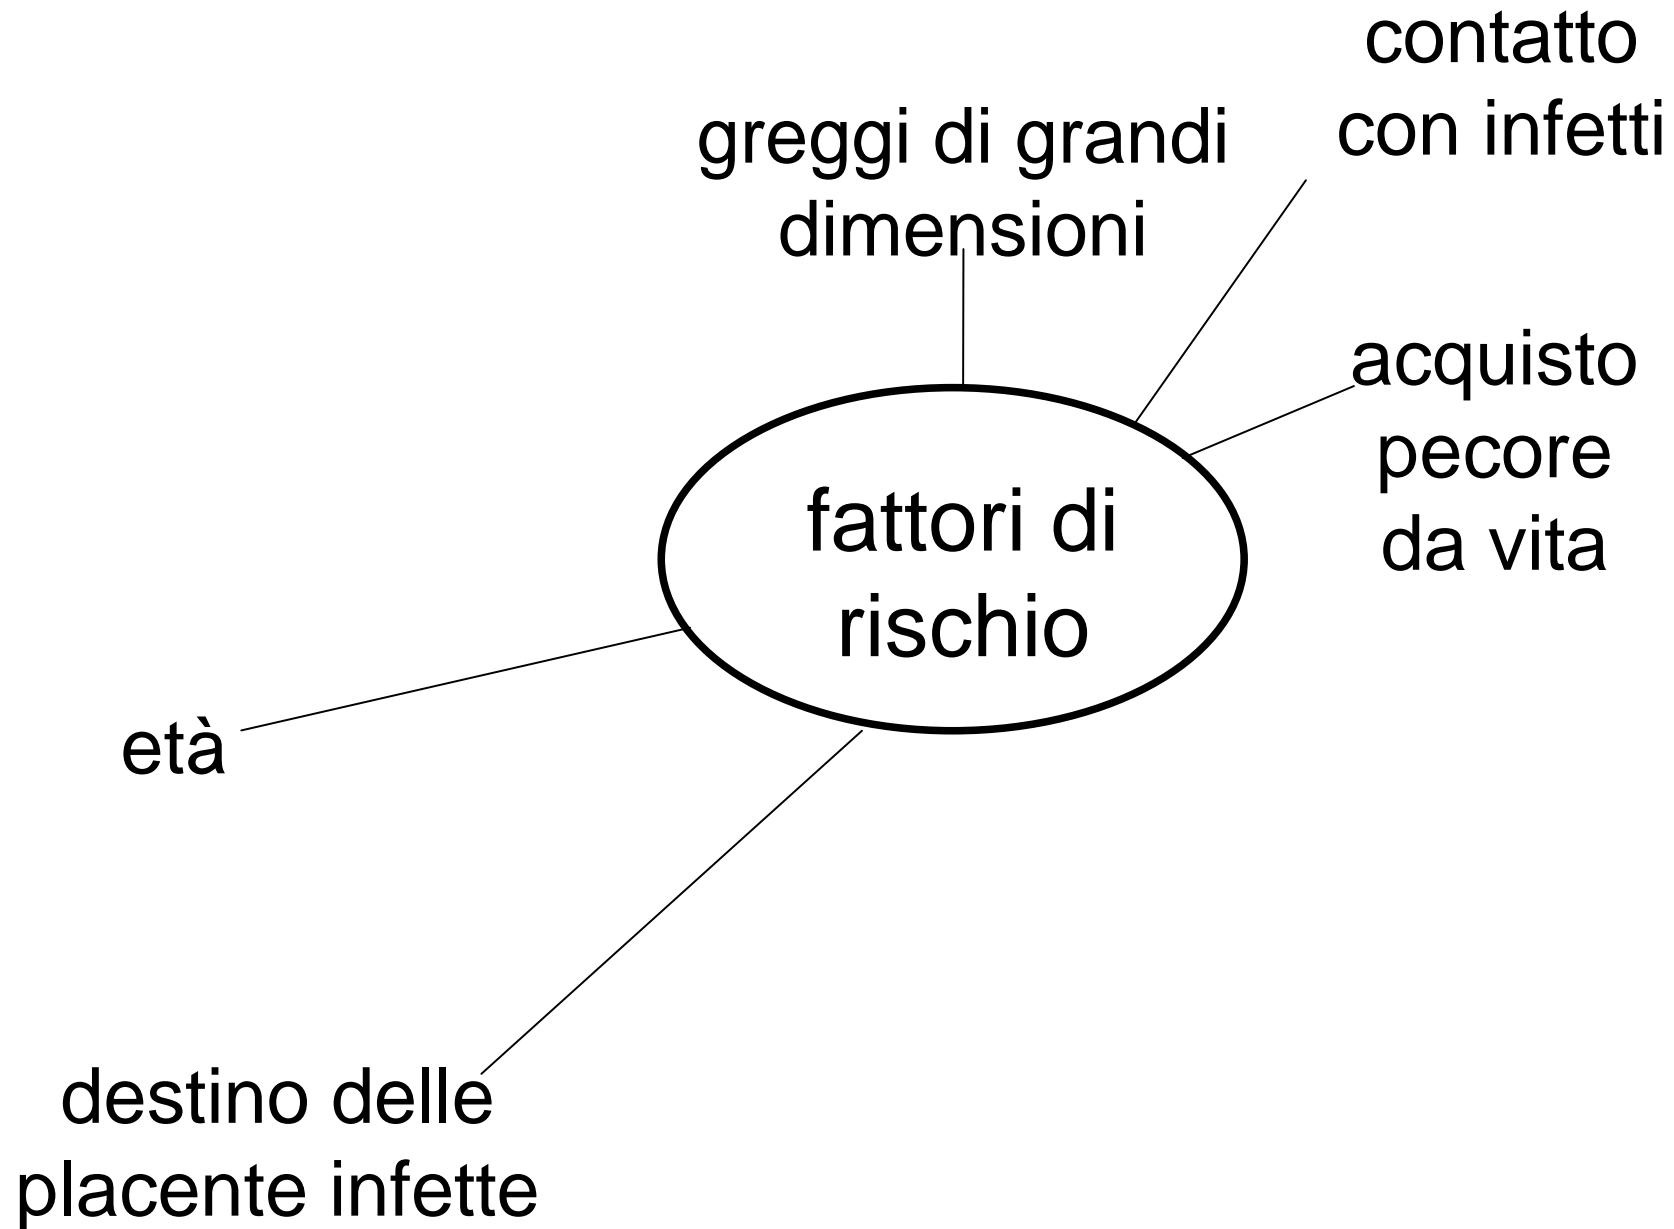 contatto
con infetti
greggi di grandi
dimensioni
acquisto
pecore
da vita
fattori di
rischio
età
destino delle
placente infette